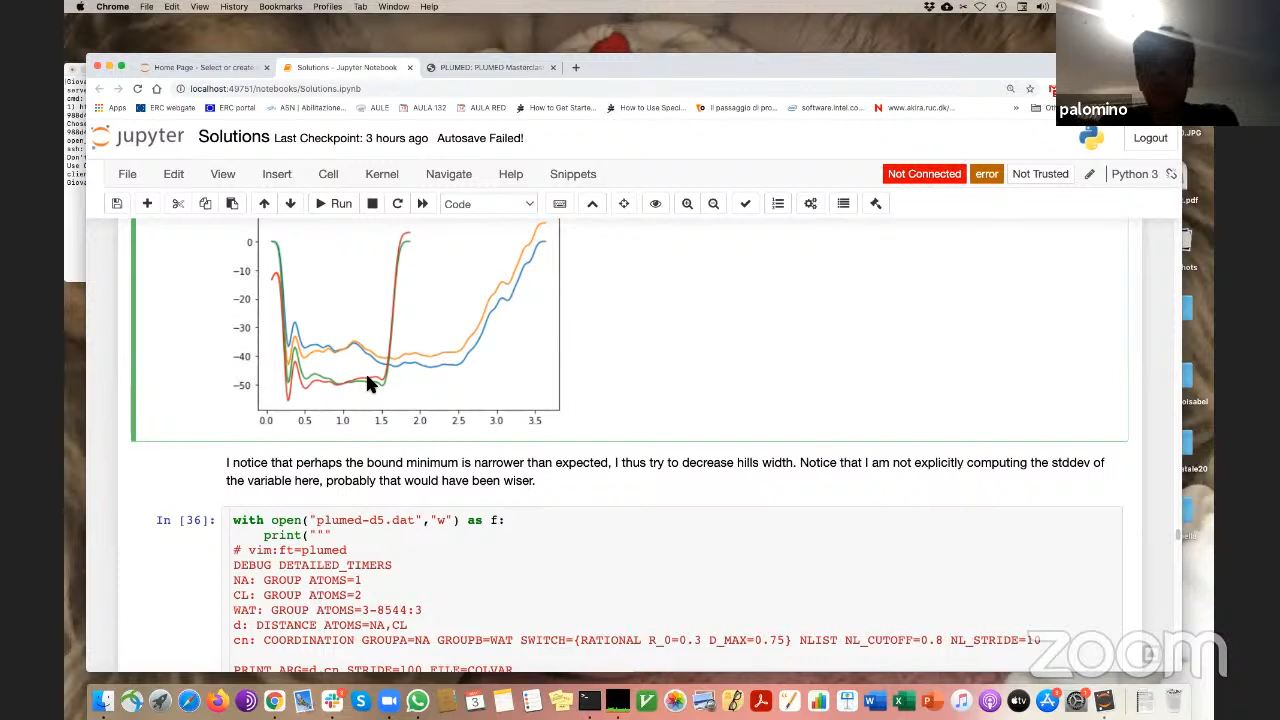 Chrome File Edit View History Bookmarks Profiles Tab Window Help
palomino
Home Page - Select or create
Solutions - Jupyter Notebook
PLUMED: PLUMED Masterclass
localhost:49751/notebooks/Solutions.ipynb
Apps ERC webgate ERC portal ASN | Abilitazione... AULE AULA 132 AULA RED How to Get Starte... How to Use Speci... Il passaggio di pro... software.intel.co... www.akira.ruc.dk/...
jupyter Solutions Last Checkpoint: 3 hours ago Autosave Failed!
Logout
File Edit View Insert Cell Kernel Navigate Help Snippets
Not Connected error Not Trusted Python 3
Run Code
0
−10
−20
−30
−40
−50
0.0 0.5 1.0 1.5 2.0 2.5 3.0 3.5
I notice that perhaps the bound minimum is narrower than expected, I thus try to decrease hills width. Notice that I am not explicitly computing the stddev of
the variable here, probably that would have been wiser.
In [36]: with open("plumed-d5.dat","w") as f:
print("""
# vim:ft=plumed
DEBUG DETAILED_TIMERS
NA: GROUP ATOMS=1
CL: GROUP ATOMS=2
WAT: GROUP ATOMS=3-8544:3
d: DISTANCE ATOMS=NA,CL
cn: COORDINATION GROUPA=NA GROUPB=WAT SWITCH={RATIONAL R_0=0.3 D_MAX=0.75} NLIST NL_CUTOFF=0.8 NL_STRIDE=10
PRINT ARG=d,cn STRIDE=100 FILE=COLVAR
zoom